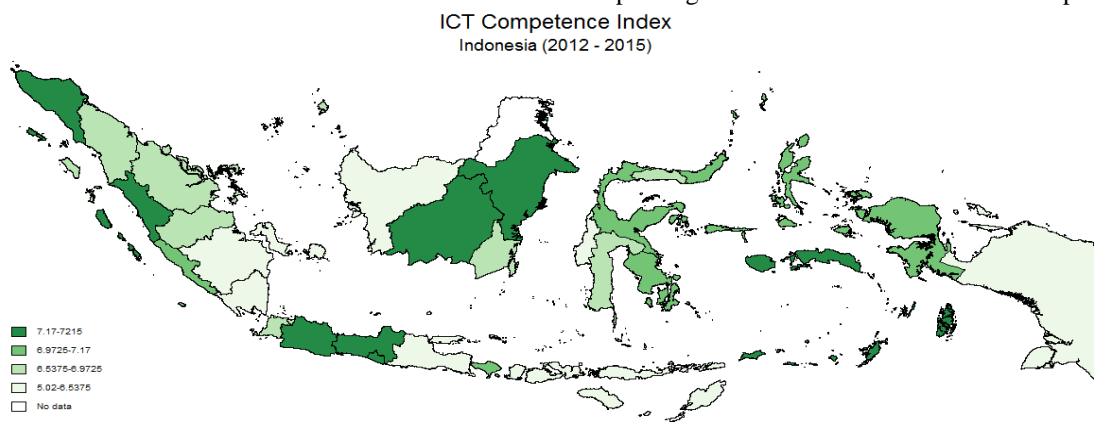 ICT Competence Index
Indonesia (2012 - 2015)
7.17-7215
6.9725-7.17
6.5375-6.9725
5.02-6.5375
No data